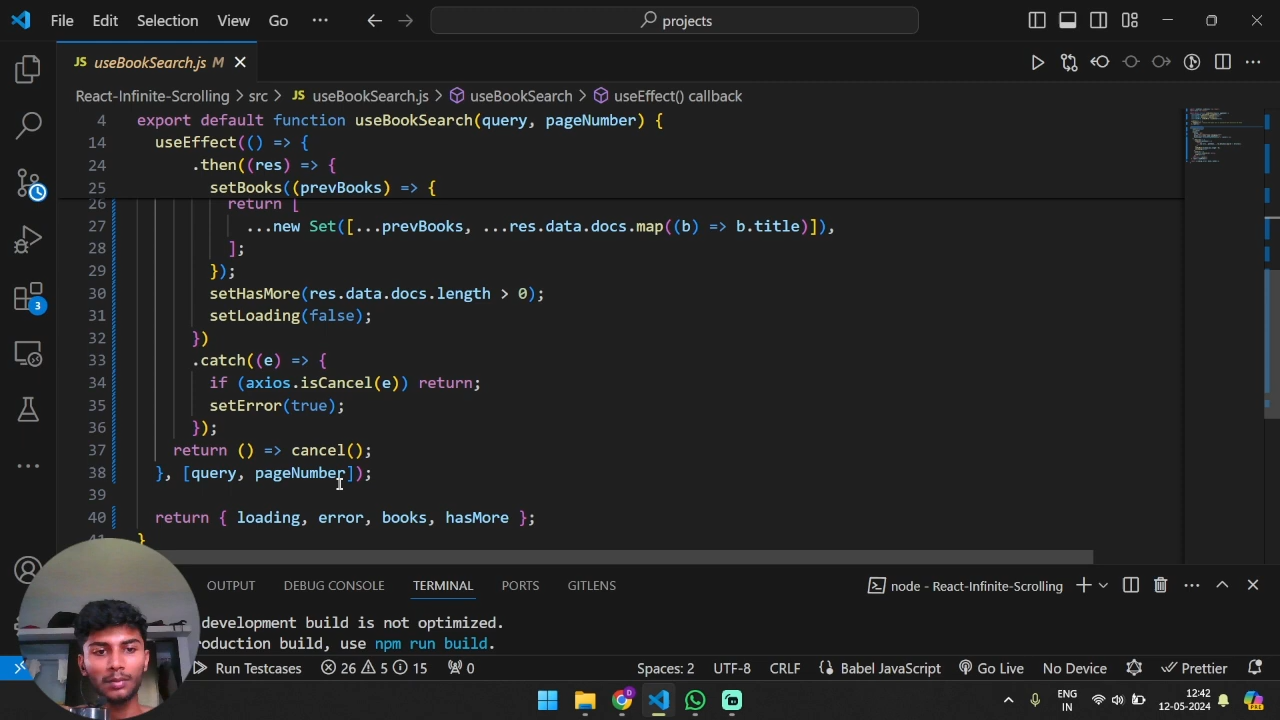 File Edit Selection View Go ··· projects
JS useBookSearch.js M
React-Infinite-Scrolling > src > JS useBookSearch.js > useBookSearch > useEffect() callback
4 export default function useBookSearch(query, pageNumber) {
14 useEffect(() => {
24 .then((res) => {
25 setBooks((prevBooks) => {
26 return [
27 ...new Set([...prevBooks, ...res.data.docs.map((b) => b.title)]),
28 ];
29 });
30 setHasMore(res.data.docs.length > 0);
31 setLoading(false);
32 })
33 .catch((e) => {
34 if (axios.isCancel(e)) return;
35 setError(true);
36 });
37 return () => cancel();
38 }, [query, pageNumber]);
39
40 return { loading, error, books, hasMore };
41 }
3
OUTPUT DEBUG CONSOLE TERMINAL PORTS GITLENS node - React-Infinite-Scrolling
development build is not optimized.
roduction build, use npm run build.
Run Testcases 26 5 15 0 Spaces: 2 UTF-8 CRLF Babel JavaScript Go Live No Device Prettier
ENG
IN
12:42
12-05-2024